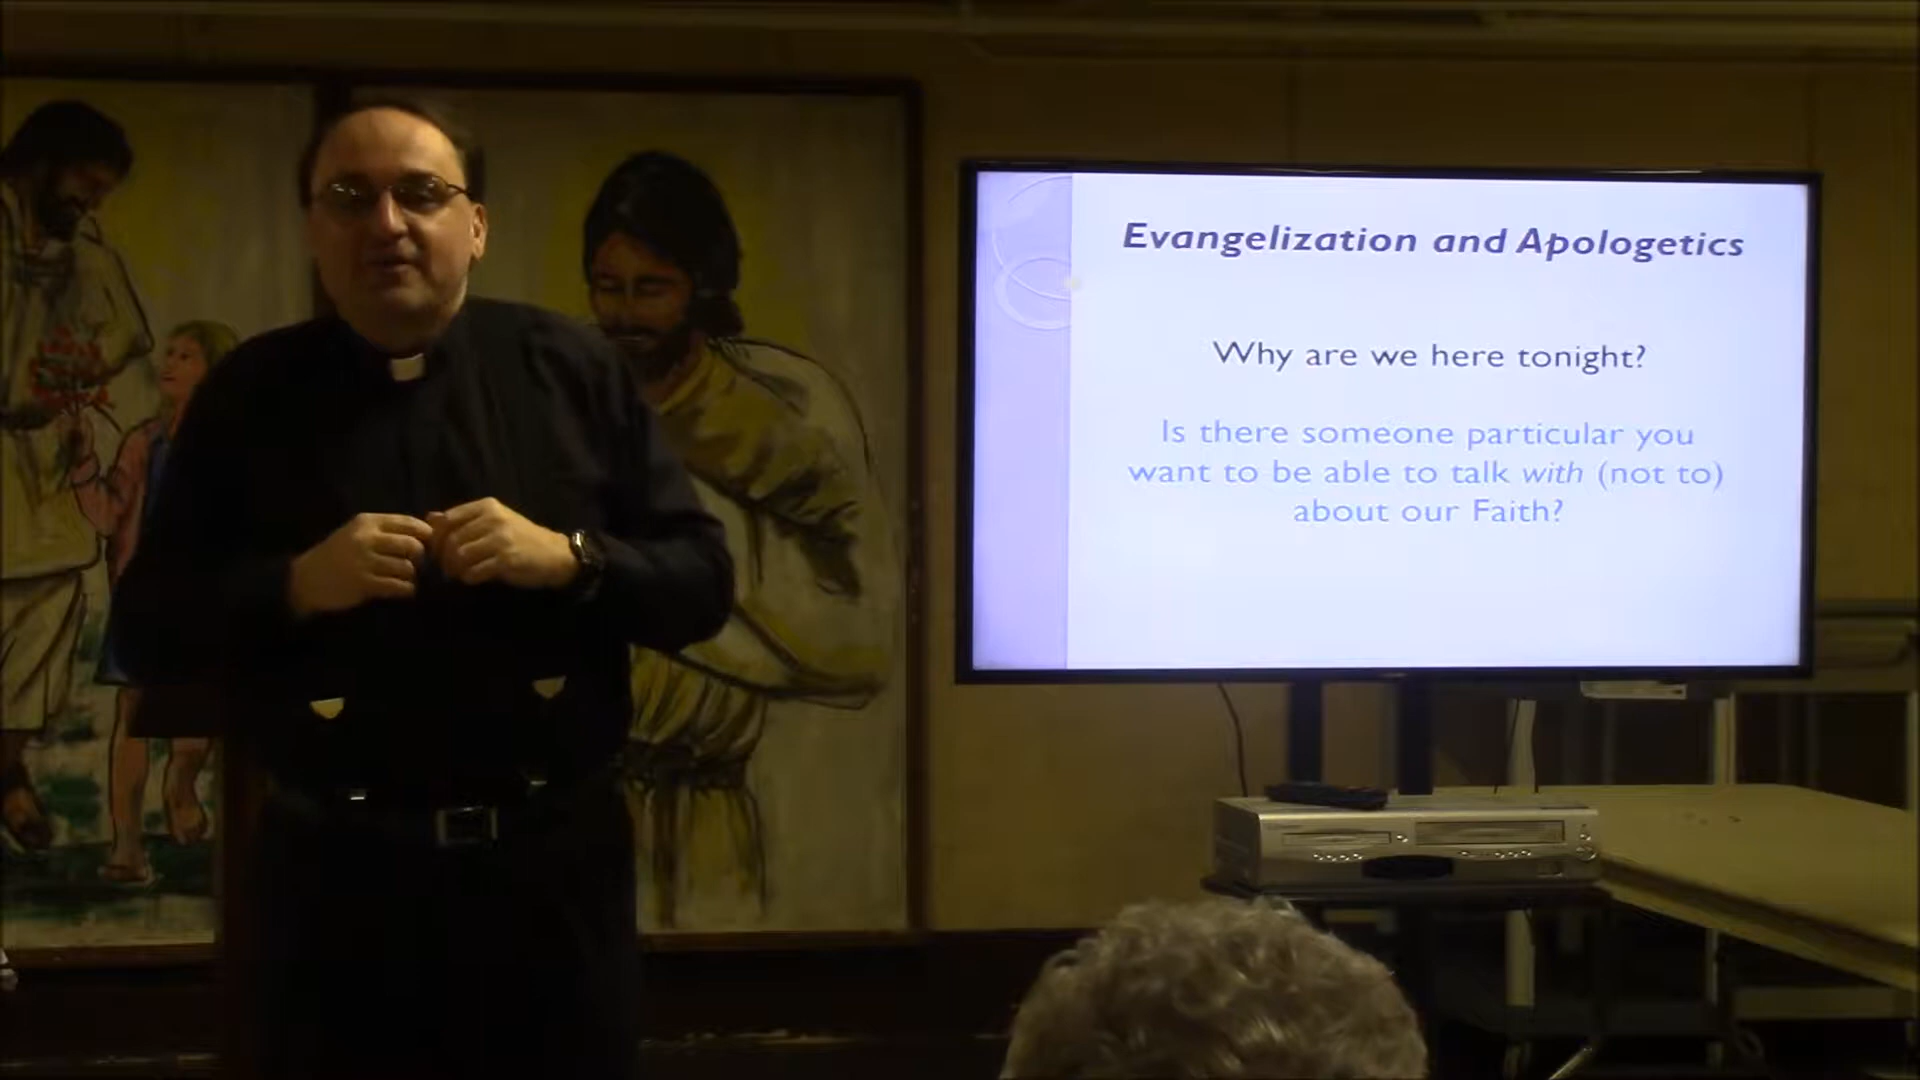 Evangelization and Apologetics
Why are we here tonight?
Is there someone particular you
want to be able to talk with (not to)
about our Faith?